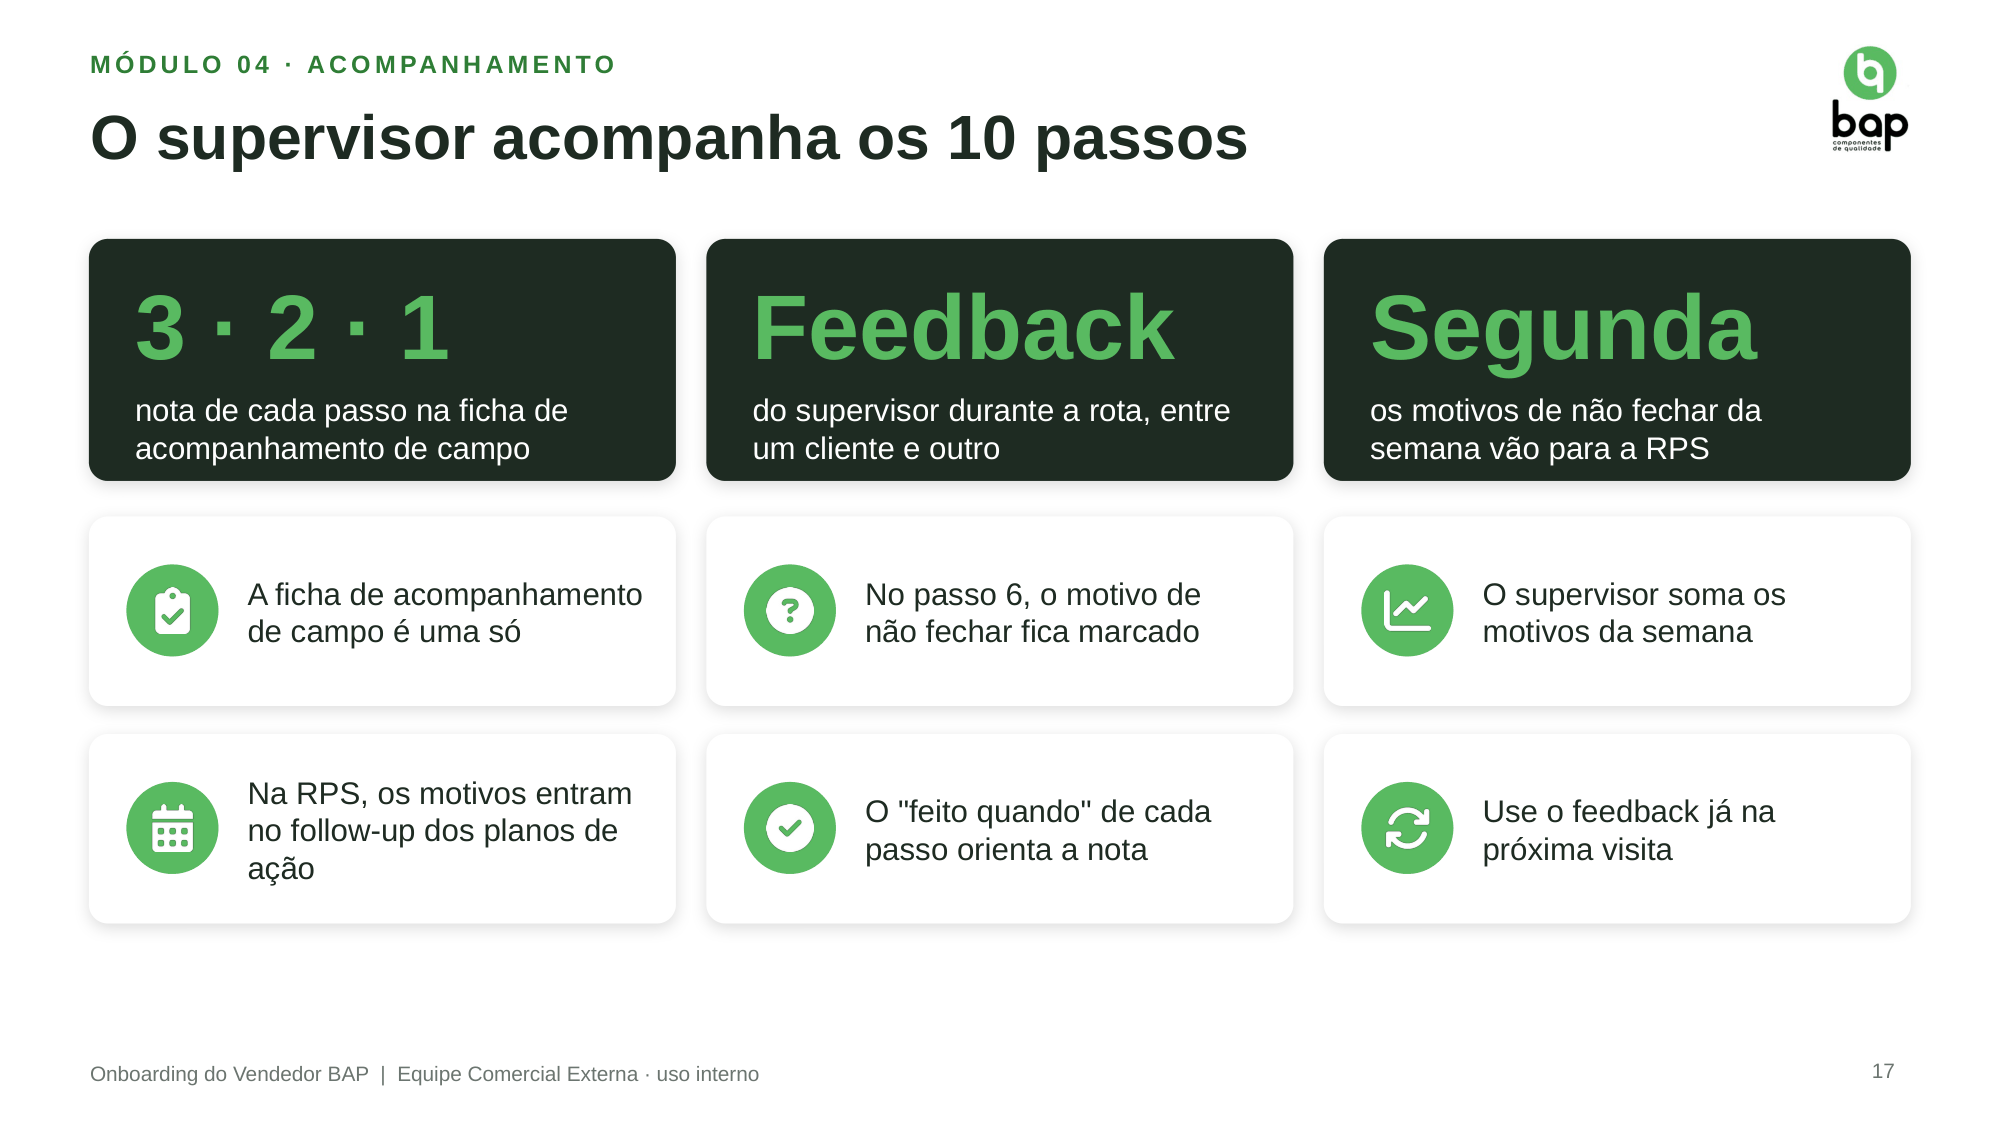 MÓDULO 04 · ACOMPANHAMENTO
O supervisor acompanha os 10 passos
bap
componentes
de qualidade
3 · 2 · 1
nota de cada passo na ficha de
acompanhamento de campo
Feedback
do supervisor durante a rota, entre
um cliente e outro
Segunda
os motivos de não fechar da
semana vão para a RPS
A ficha de acompanhamento
de campo é uma só
No passo 6, o motivo de
não fechar fica marcado
O supervisor soma os
motivos da semana
Na RPS, os motivos entram
no follow-up dos planos de
ação
O "feito quando" de cada
passo orienta a nota
Use o feedback já na
próxima visita
Onboarding do Vendedor BAP | Equipe Comercial Externa · uso interno
17